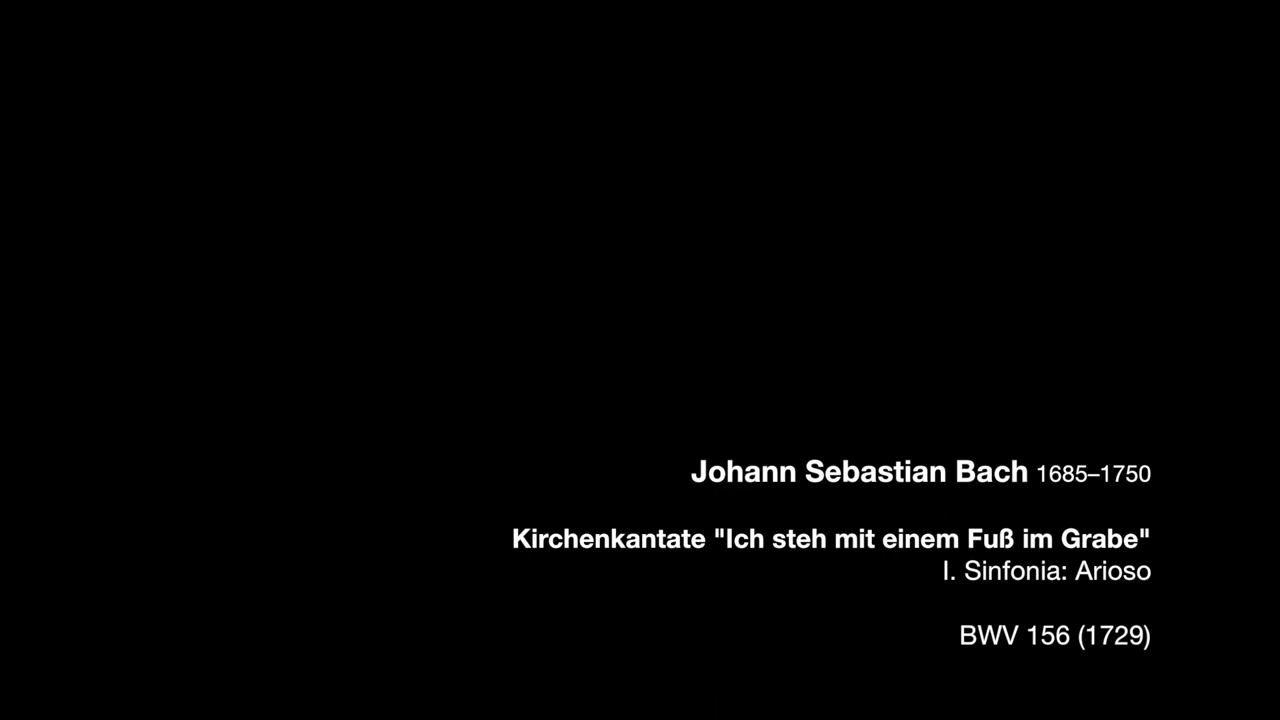 Johann Sebastian Bach 1685–1750
Kirchenkantate "Ich steh mit einem Fuß im Grabe"
I. Sinfonia: Arioso
BWV 156 (1729)